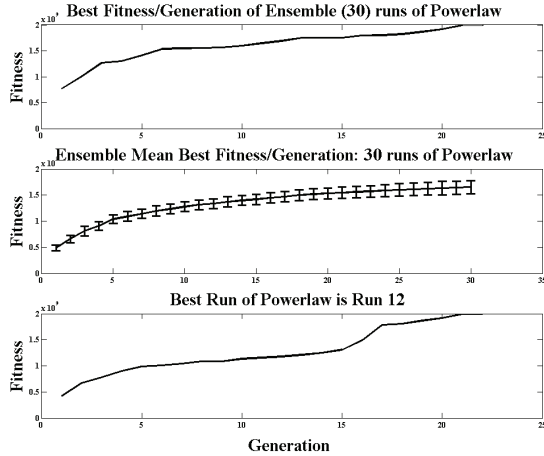 Best Fitness/Generation of Ensemble (30) runs of Powerlaw
2
1.5
1
0.5
0
0 5 10 15 20 25
Fitness
Ensemble Mean Best Fitness/Generation: 30 runs of Powerlaw
2
1.5
1
0.5
0
0 5 10 15 20 25 30 35
Fitness
Best Run of Powerlaw is Run 12
2
1.5
1
0.5
0
0 5 10 15 20 25
Fitness
Generation